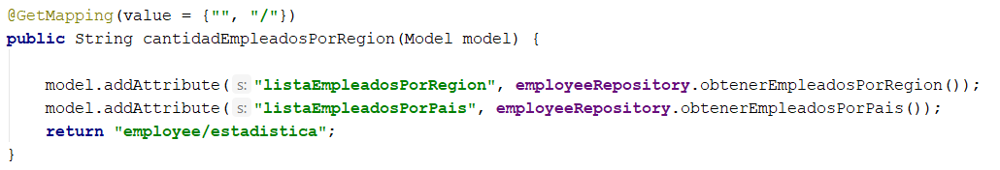 @GetMapping(value = {"", "/"})
public String cantidadEmpleadosPorRegion(Model model) {
model.addAttribute( s: "listaEmpleadosPorRegion", employeeRepository.obtenerEmpleadosPorRegion());
model.addAttribute( s: "listaEmpleadosPorPais", employeeRepository.obtenerEmpleadosPorPais());
return "employee/estadistica";
}